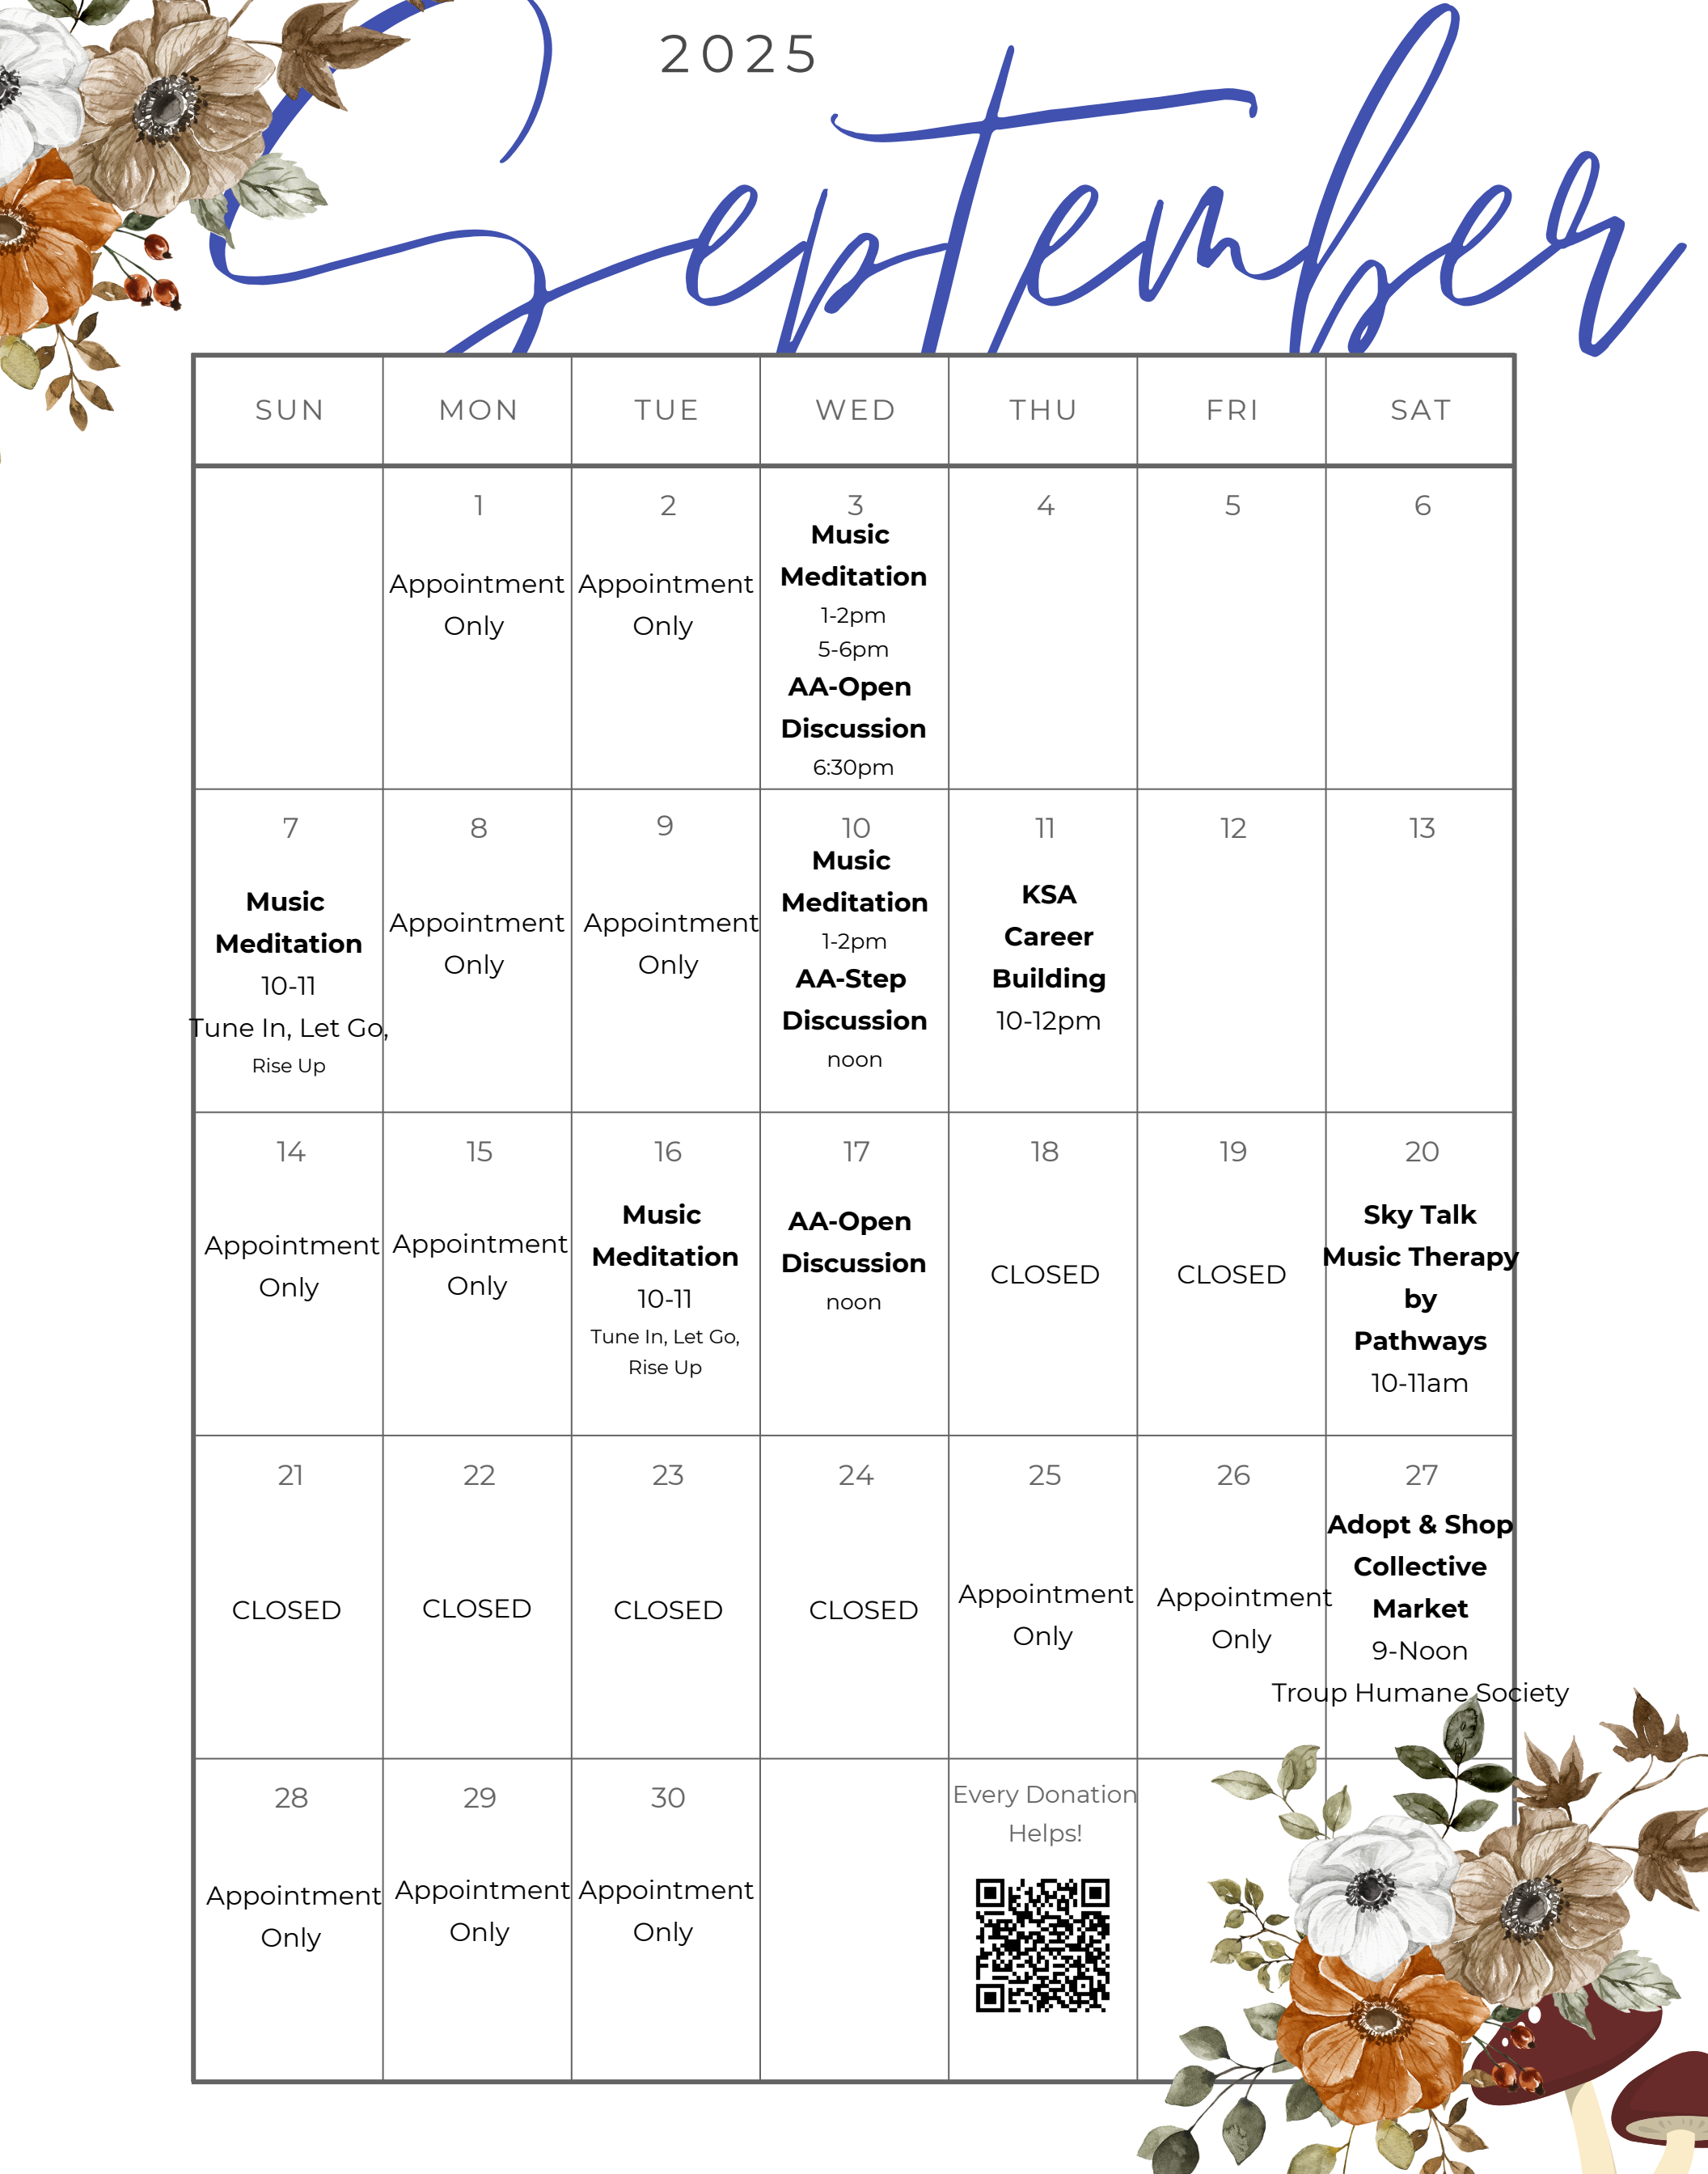 2025
September
SUN MON TUE WED THU FRI SAT
1
Appointment
Only
2
Appointment
Only
3
Music
Meditation
1-2pm
5-6pm
AA-Open
Discussion
6:30pm
4
5
6
7
Music
Meditation
10-11
Tune In, Let Go,
Rise Up
8
Appointment
Only
9
Appointment
Only
10
Music
Meditation
1-2pm
AA-Step
Discussion
noon
11
KSA
Career
Building
10-12pm
12
13
14
Appointment
Only
15
Appointment
Only
16
Music
Meditation
10-11
Tune In, Let Go,
Rise Up
17
AA-Open
Discussion
noon
18
CLOSED
19
CLOSED
20
Sky Talk
Music Therapy
by
Pathways
10-11am
21
CLOSED
22
CLOSED
23
CLOSED
24
CLOSED
25
Appointment
Only
26
Appointment
Only
27
Adopt & Shop
Collective
Market
9-Noon
Troup Humane Society
28
Appointment
Only
29
Appointment
Only
30
Appointment
Only
Every Donation
Helps!